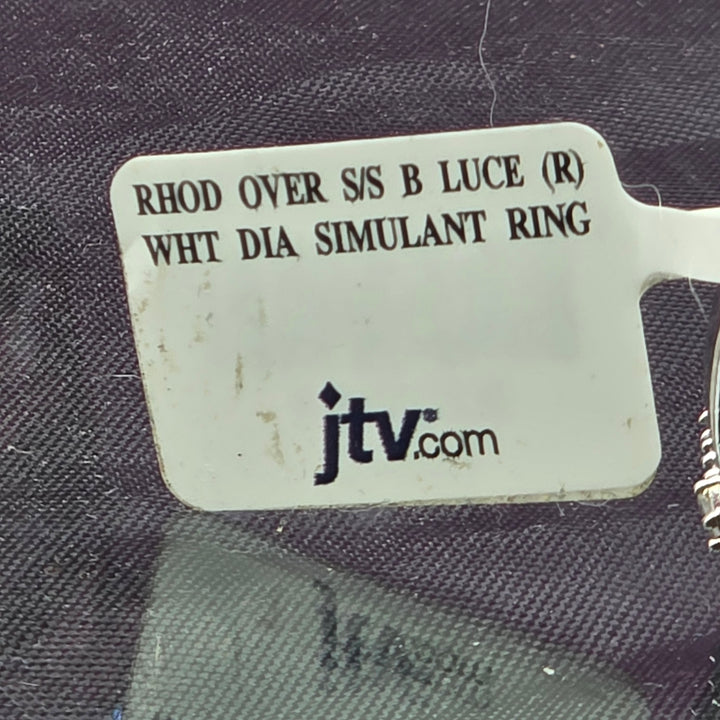 RHOD OVER S/S B LUCE (R)
WHT DIA SIMULANT RING
jtv®.com